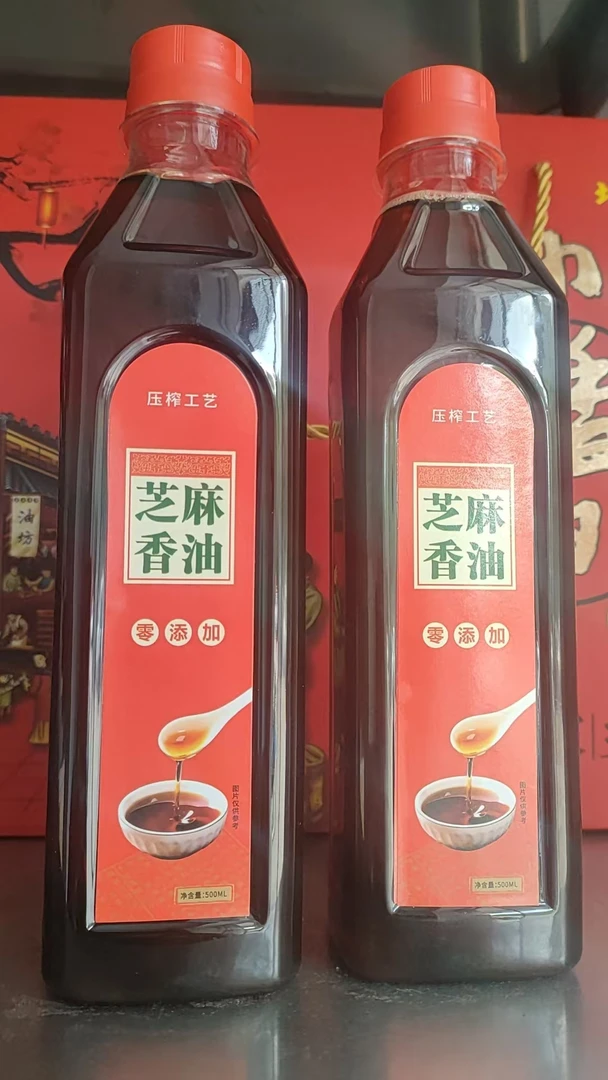 压榨工艺
芝麻
香油
零添加
图片仅供参考
净含量:500ML
压榨工艺
芝麻
香油
零添加
图片仅供参考
净含量:500ML
油坊